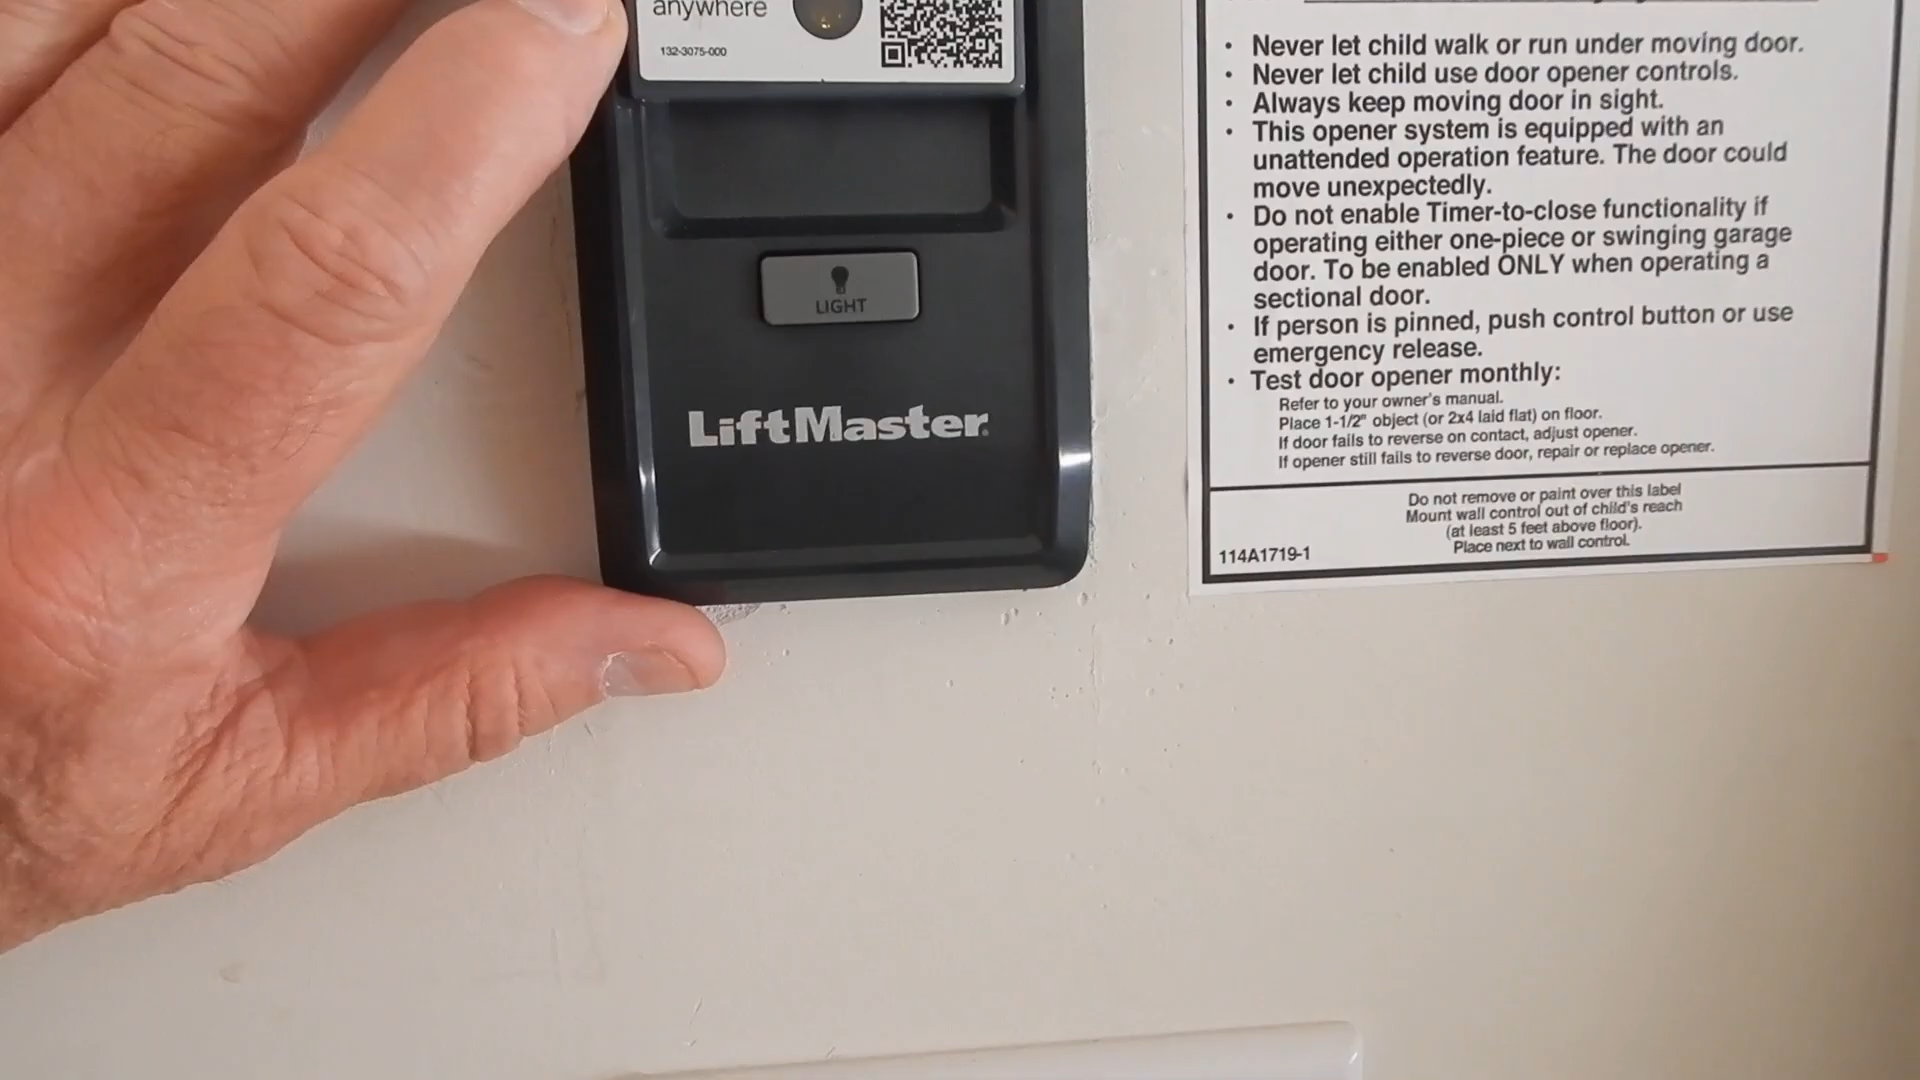 anywhere
132-3075-000
LIGHT
LiftMaster
• Never let child walk or run under moving door.
• Never let child use door opener controls.
• Always keep moving door in sight.
• This opener system is equipped with an
unattended operation feature. The door could
move unexpectedly.
• Do not enable Timer-to-close functionality if
operating either one-piece or swinging garage
door. To be enabled ONLY when operating a
sectional door.
• If person is pinned, push control button or use
emergency release.
• Test door opener monthly:
Refer to your owner's manual.
Place 1-1/2" object (or 2x4 laid flat) on floor.
If door fails to reverse on contact, adjust opener.
If opener still fails to reverse door, repair or replace opener.
Do not remove or paint over this label
Mount wall control out of child's reach
(at least 5 feet above floor).
Place next to wall control.
114A1719-1